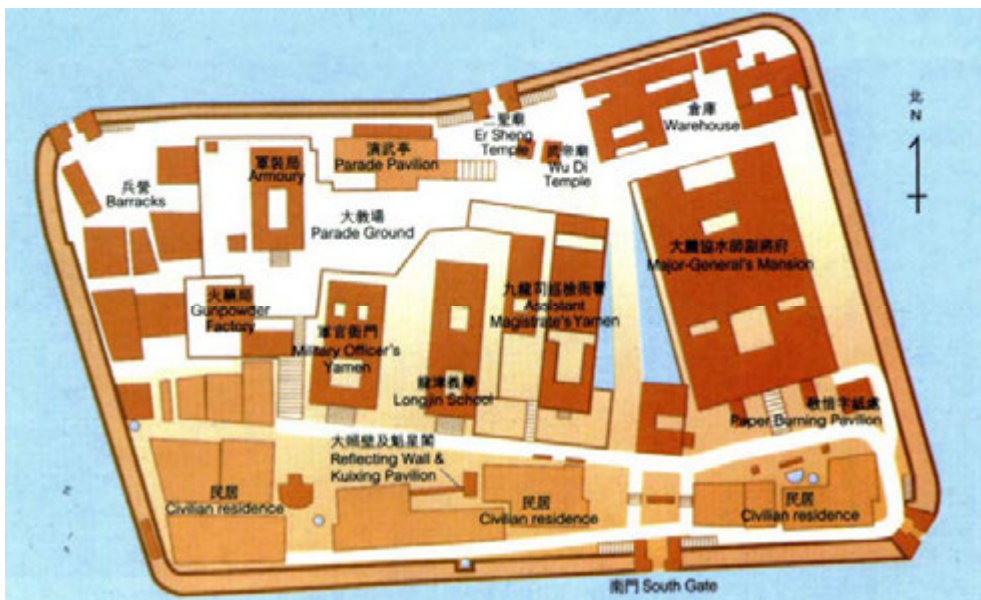 北
N
二聖廟
Er Sheng
Temple
武帝廟
Wu Di
Temple
倉庫
Warehouse
演武亭
Parade Pavilion
軍裝局
Armoury
兵營
Barracks
大教場
Parade Ground
大鵬協水師副將府
Major-General's Mansion
火藥局
Gunpowder
Factory
九龍司巡檢衙署
Assistant
Magistrate's Yamen
軍官衙門
Military Officer's
Yamen
龍津義學
Longjin School
敬惜字紙處
Paper Burning Pavilion
大照壁及魁星閣
Reflecting Wall &
Kuixing Pavilion
民居
Civilian residence
民居
Civilian residence
民居
Civilian residence
南門 South Gate